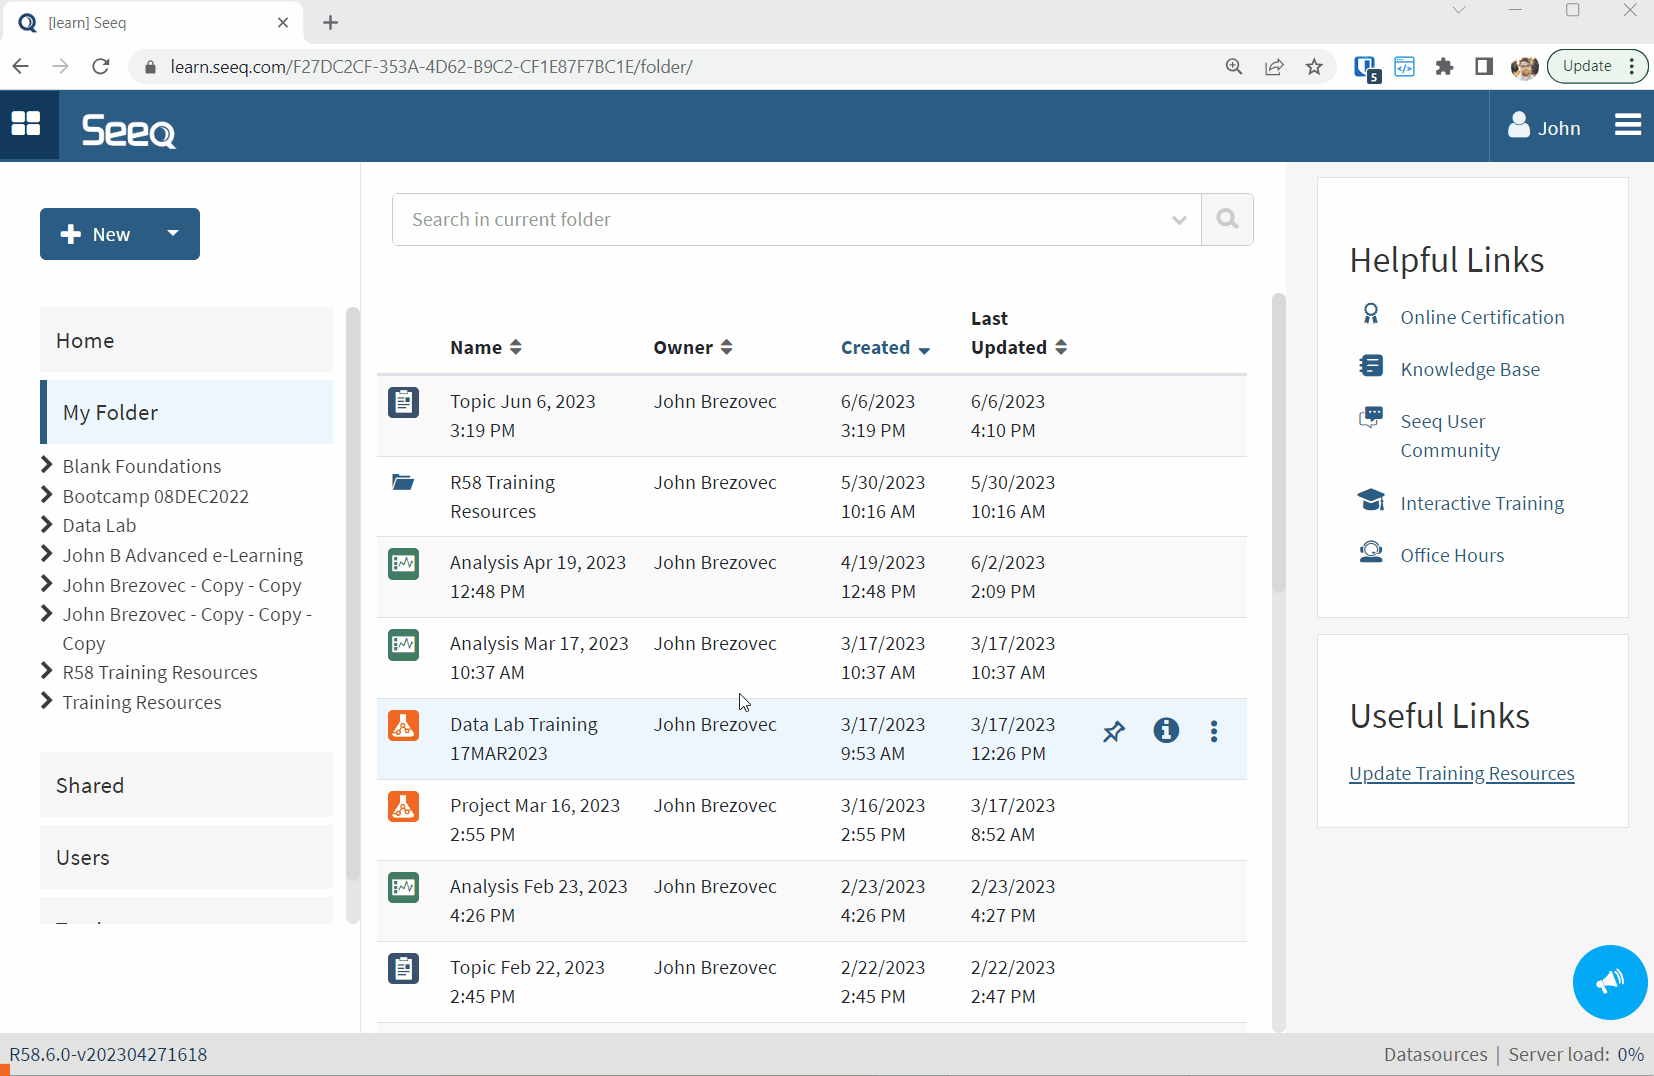 [learn] Seeq
learn.seeq.com/F27DC2CF-353A-4D62-B9C2-CF1E87F7BC1E/folder/
5
Update
Seeq
John
New
Search in current folder
Home
My Folder
Blank Foundations
Bootcamp 08DEC2022
Data Lab
John B Advanced e-Learning
John Brezovec - Copy - Copy
John Brezovec - Copy - Copy -
Copy
R58 Training Resources
Training Resources
Shared
Users
Name Owner Created Last
Updated
Topic Jun 6, 2023 John Brezovec 6/6/2023 6/6/2023
3:19 PM 3:19 PM 4:10 PM
R58 Training John Brezovec 5/30/2023 5/30/2023
Resources 10:16 AM 10:16 AM
Analysis Apr 19, 2023 John Brezovec 4/19/2023 6/2/2023
12:48 PM 12:48 PM 2:09 PM
Analysis Mar 17, 2023 John Brezovec 3/17/2023 3/17/2023
10:37 AM 10:37 AM 10:37 AM
Data Lab Training John Brezovec 3/17/2023 3/17/2023
17MAR2023 9:53 AM 12:26 PM
Project Mar 16, 2023 John Brezovec 3/16/2023 3/17/2023
2:55 PM 2:55 PM 8:52 AM
Analysis Feb 23, 2023 John Brezovec 2/23/2023 2/23/2023
4:26 PM 4:26 PM 4:27 PM
Topic Feb 22, 2023 John Brezovec 2/22/2023 2/22/2023
2:45 PM 2:45 PM 2:47 PM
Helpful Links
Online Certification
Knowledge Base
Seeq User
Community
Interactive Training
Office Hours
Useful Links
Update Training Resources
R58.6.0-v202304271618
Datasources | Server load: 0%